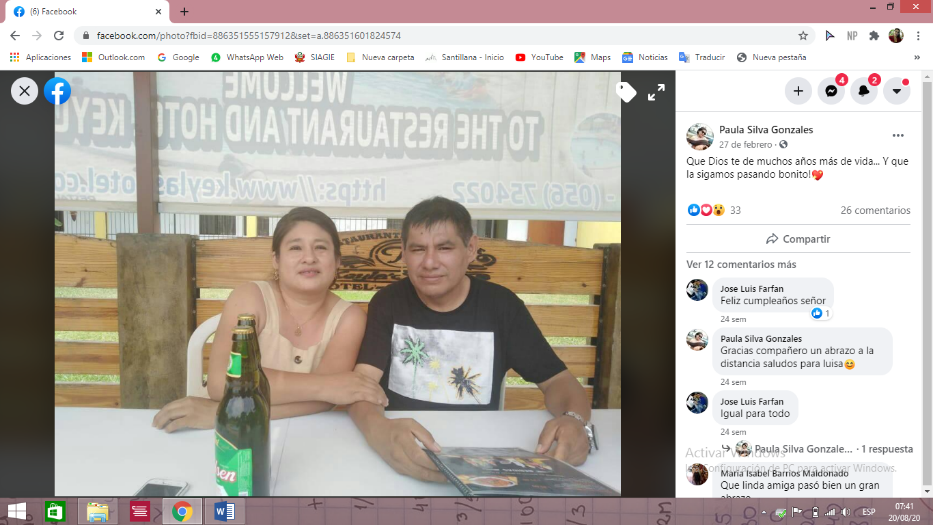 (6) Facebook
facebook.com/photo?fbid=8863515551579128&set=a.886351601824574
Aplicaciones
Outlook.com
Google
WhatsApp Web
SIAGIE
Nueva carpeta
Santillana - Inicio
YouTube
Maps
Noticias
Traducir
Nueva pestaña
WELCOME
TO THE RESTAURANT AND HOTEL KEYL
(056) 754022
https://www.keylashotel.com
4
2
Paula Silva Gonzales
27 de febrero ·
Que Dios te de muchos años más de vida... Y que
la sigamos pasando bonito!💖
33
26 comentarios
Compartir
Ver 12 comentarios más
Jose Luis Farfan
Feliz cumpleaños señor
1
24 sem
Paula Silva Gonzales
Gracias compañero un abrazo a la
distancia saludos para luisa😊
24 sem
Jose Luis Farfan
Igual para todo
24 sem
Paula Silva Gonzale... · 1 respuesta
Activar Windows
Configuración de PC para activar Windows.
Maria Isabel Barrios Maldonado
Que linda amiga pasó bien un gran
abrazo
ESP
07:41
20/08/20